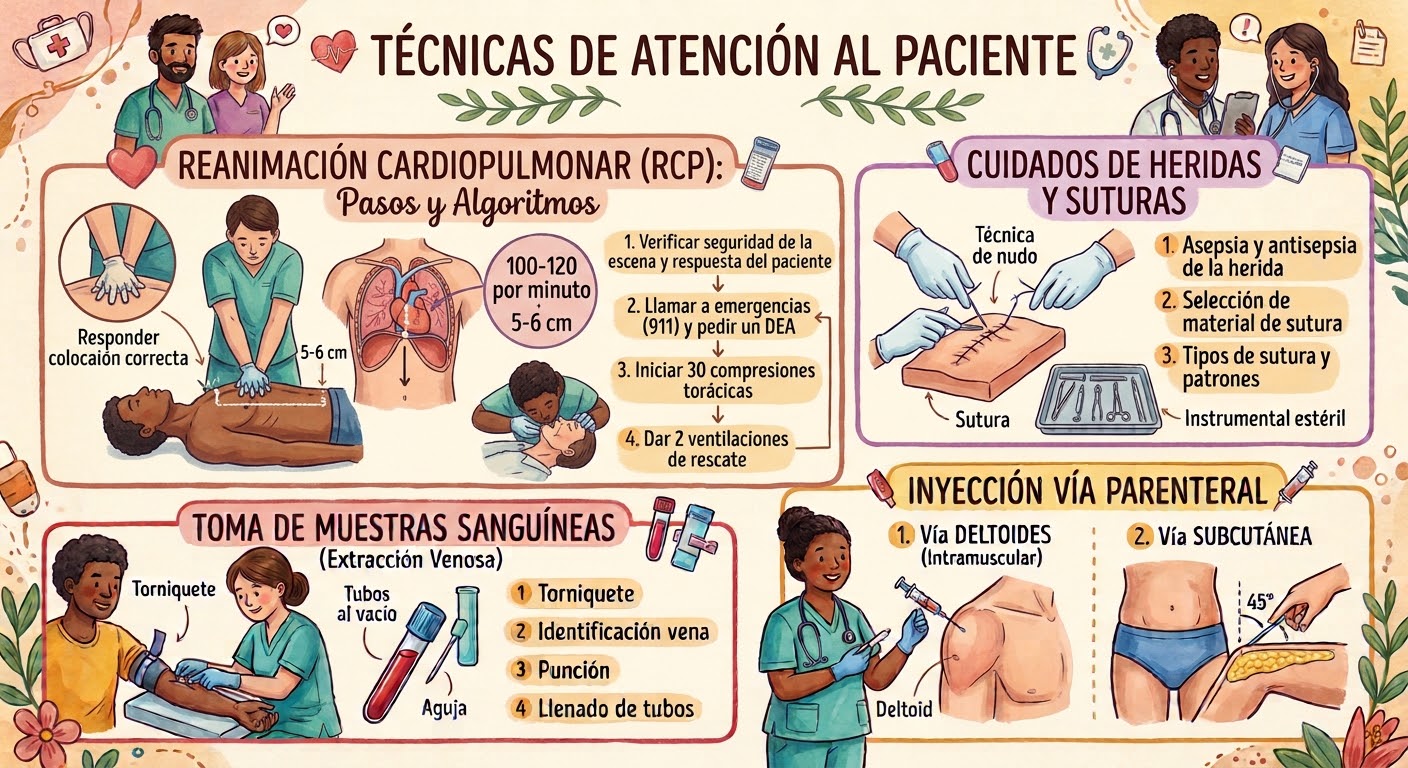 TÉCNICAS DE ATENCIÓN AL PACIENTE
REANIMACIÓN CARDIOPULMONAR (RCP):
Pasos y Algoritmos
Responder
colocaión correcta
5-6 cm
100-120
por minuto
5-6 cm
1. Verificar seguridad de la
escena y respuesta del paciente
2. Llamar a emergencias
(911) y pedir un DEA
3. Iniciar 30 compresiones
torácicas
4. Dar 2 ventilaciones
de rescate
CUIDADOS DE HERIDAS
Y SUTURAS
Técnica
de nudo
Sutura
Instrumental estéril
1. Asepsia y antisepsia
de la herida
2. Selección de
material de sutura
3. Tipos de sutura y
patrones
TOMA DE MUESTRAS SANGUÍNEAS
(Extracción Venosa)
Torniquete
Tubos
al vacío
Aguja
1 Torniquete
2 Identificación vena
3 Punción
4 Llenado de tubos
INYECCIÓN VÍA PARENTERAL
1. Vía DELTOIDES
(Intramuscular)
Deltoid
2. Vía SUBCUTÁNEA
45°